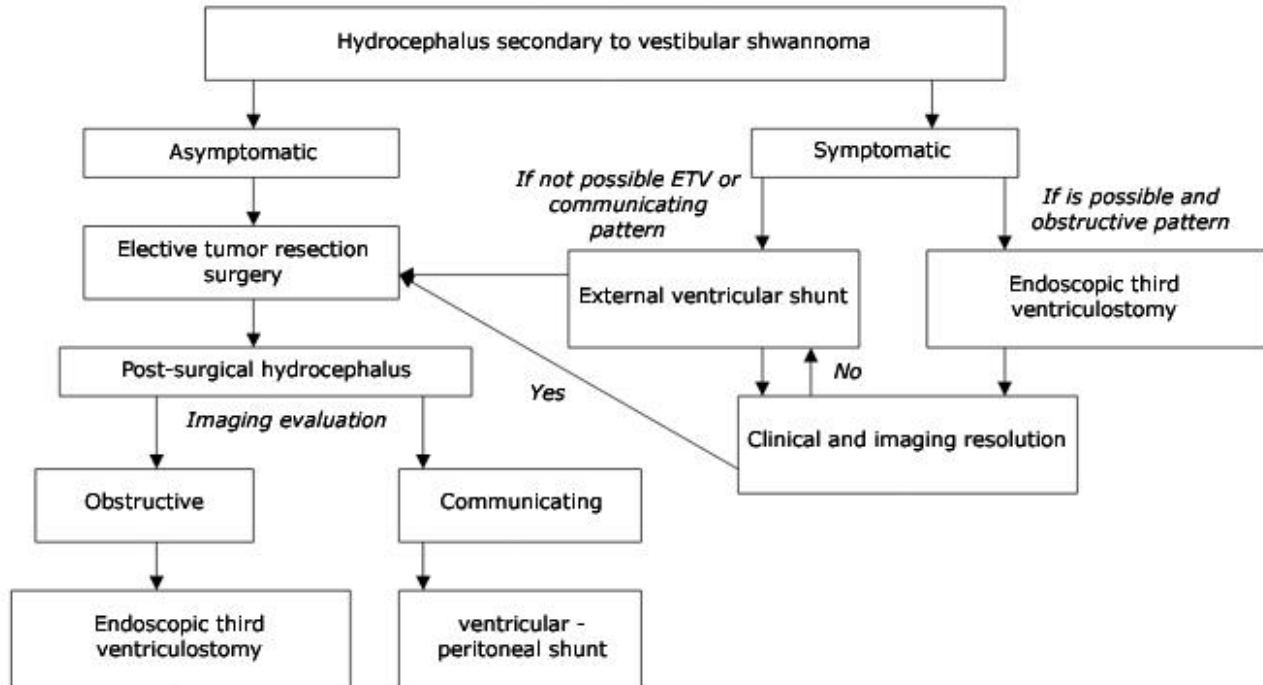 Hydrocephalus secondary to vestibular shwannoma
Asymptomatic
Symptomatic
If not possible ETV or
communicating
pattern
If is possible and
obstructive pattern
Elective tumor resection
surgery
External ventricular shunt
Endoscopic third
ventriculostomy
Post-surgical hydrocephalus
No
Yes
Imaging evaluation
Clinical and imaging resolution
Obstructive
Communicating
Endoscopic third
ventriculostomy
ventricular -
peritoneal shunt